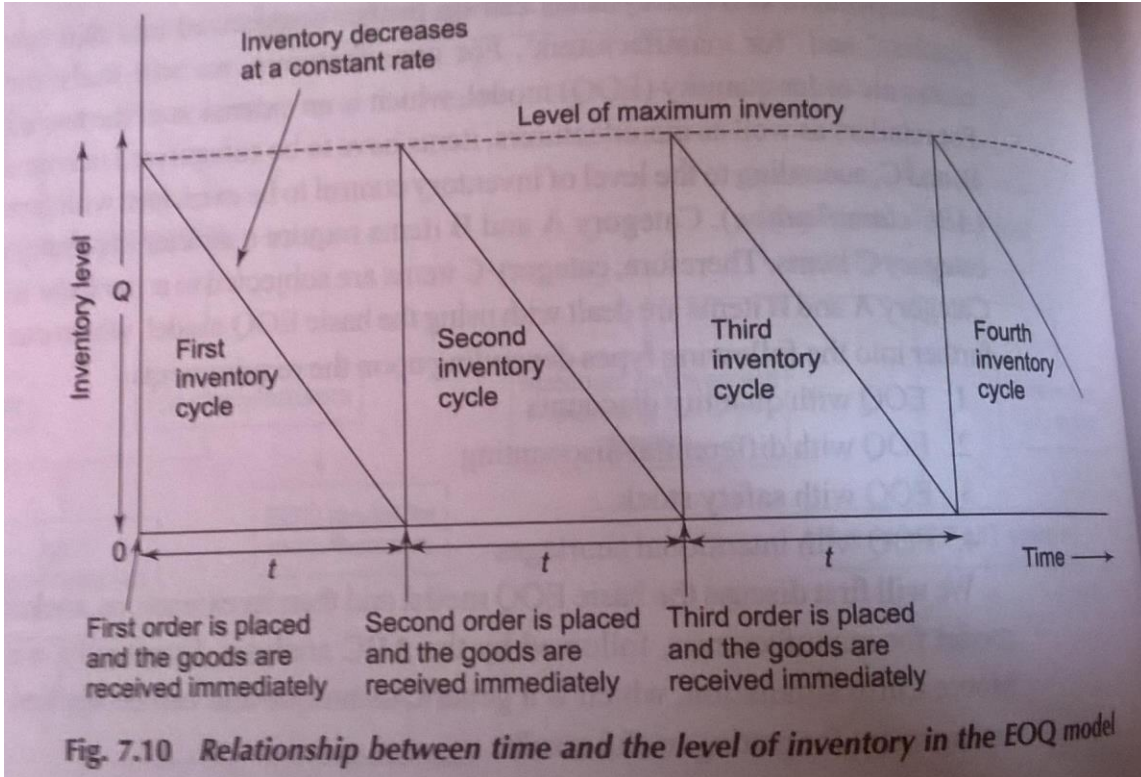 Inventory decreases
at a constant rate
Level of maximum inventory
Inventory level
Q
First
inventory
cycle
Second
inventory
cycle
Third
inventory
cycle
Fourth
inventory
cycle
0
t
t
t
Time
First order is placed
and the goods are
received immediately
Second order is placed
and the goods are
received immediately
Third order is placed
and the goods are
received immediately
Fig. 7.10 Relationship between time and the level of inventory in the EOQ model